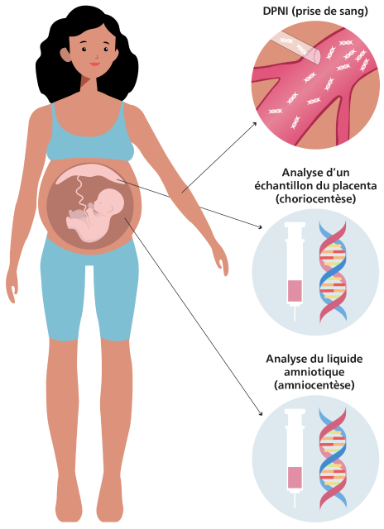 DPNI (prise de sang)
Analyse d'un
échantillon du placenta
(choriocentèse)
Analyse du liquide
amniotique
(amniocentèse)